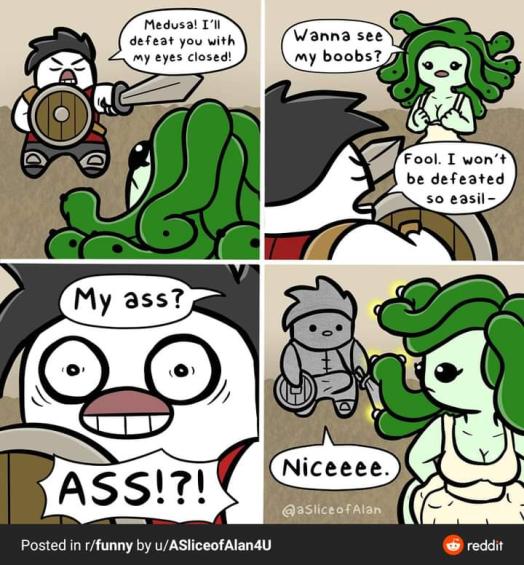 Medusa! I'll
defeat you with
my eyes closed!
Wanna see
my boobs?
Fool. I won't
be defeated
so easil-
My ass?
ASS!?!
Niceeee.
@aSliceofAlan
Posted in r/funny by u/ASliceofAlan4U
reddit